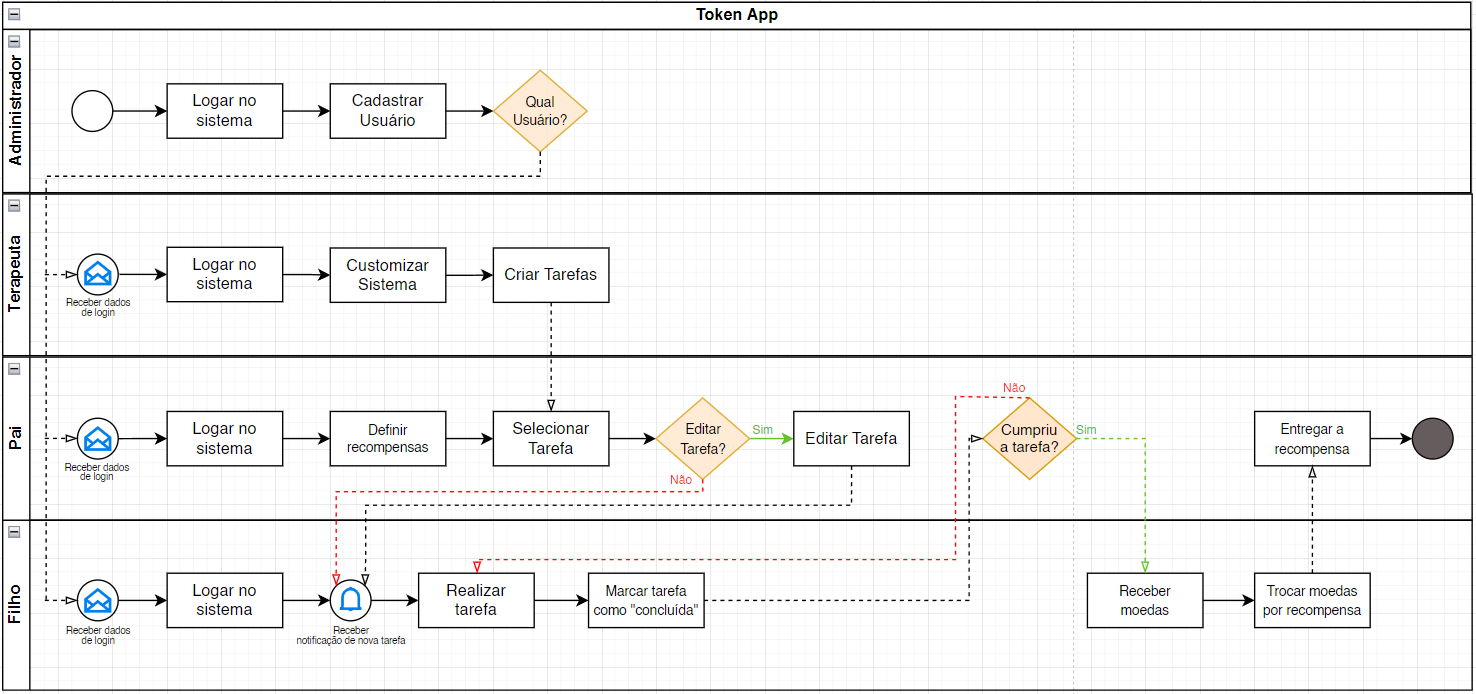 Token App
Administrador
Logar no
sistema
Cadastrar
Usuário
Qual
Usuário?
Terapeuta
Receber dados
de login
Logar no
sistema
Customizar
Sistema
Criar Tarefas
Pai
Receber dados
de login
Logar no
sistema
Definir
recompensas
Selecionar
Tarefa
Editar
Tarefa?
Sim
Não
Editar Tarefa
Não
Cumpriu
a tarefa?
Sim
Entregar a
recompensa
Filho
Receber dados
de login
Logar no
sistema
Receber
notificação de nova tarefa
Realizar
tarefa
Marcar tarefa
como "concluída"
Receber
moedas
Trocar moedas
por recompensa